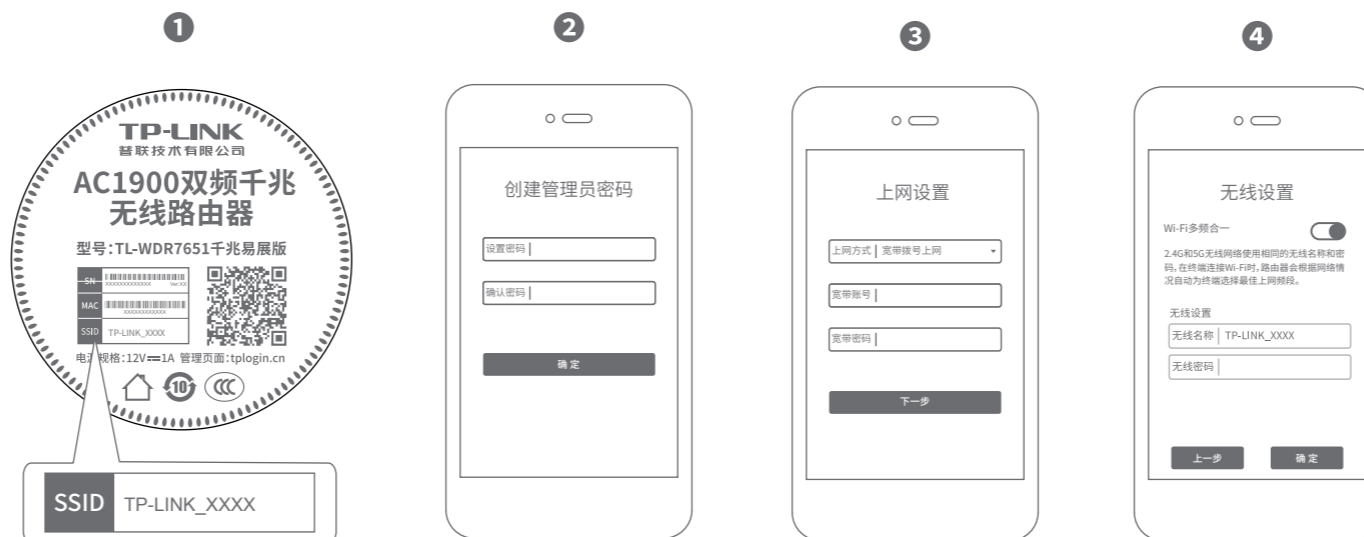 1
TP-LINK
普联技术有限公司
AC1900双频千兆
无线路由器
型号:TL-WDR7651千兆易展版
SN XXXXXXXXXXXXX Ver:XX
MAC XXXXXXXXXXXX
SSID TP-LINK_XXXX
电源规格:12V⎓1A 管理页面:tplogin.cn
10
CCC
SSID TP-LINK_XXXX
2
创建管理员密码
设置密码
确认密码
确 定
3
上网设置
上网方式 宽带拨号上网
宽带账号
宽带密码
下一步
4
无线设置
Wi-Fi多频合一
2.4G和5G无线网络使用相同的无线名称和密
码,在终端连接Wi-Fi时,路由器会根据网络情
况自动为终端选择最佳上网频段。
无线设置
无线名称 TP-LINK_XXXX
无线密码
上一步 确 定